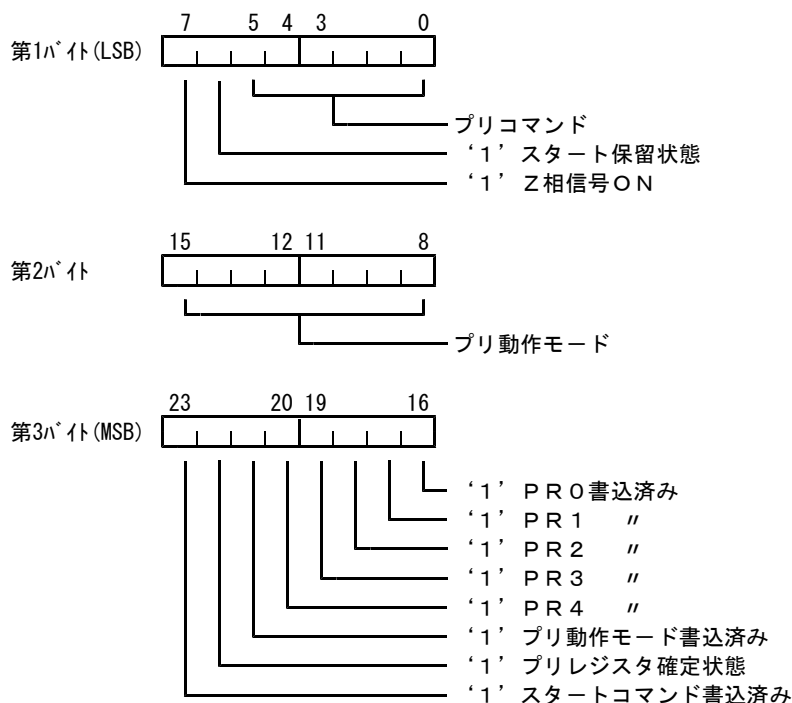 7 5 4 3 0
第1ﾊﾞｲﾄ(LSB)
プリコマンド
‘1’ スタート保留状態
‘1’ Ｚ相信号ＯＮ
15 12 11 8
第2ﾊﾞｲﾄ
プリ動作モード
23 20 19 16
第3ﾊﾞｲﾄ(MSB)
‘1’ ＰＲ０書込済み
‘1’ ＰＲ１ 〃
‘1’ ＰＲ２ 〃
‘1’ ＰＲ３ 〃
‘1’ ＰＲ４ 〃
‘1’ プリ動作モード書込済み
‘1’ プリレジスタ確定状態
‘1’ スタートコマンド書込済み